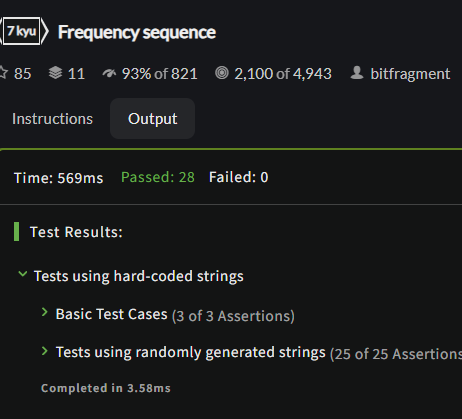 7 kyu Frequency sequence
85 11 93% of 821 2,100 of 4,943 bitfragment
Instructions Output
Time: 569ms Passed: 28 Failed: 0
Test Results:
Tests using hard-coded strings
Basic Test Cases (3 of 3 Assertions)
Tests using randomly generated strings (25 of 25 Assertions
Completed in 3.58ms